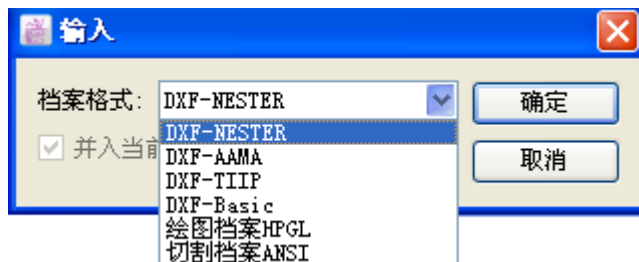 输入
档案格式: DXF-NESTER
确定
DXF-NESTER
并入当前
DXF-AAMA
取消
DXF-TIIP
DXF-Basic
绘图档案HPGL
切割档案ANSI